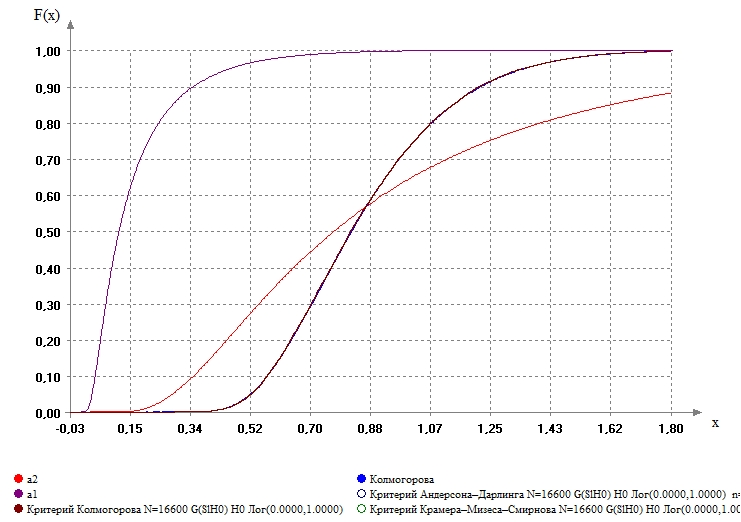 F(x)
1,00
0,90
0,80
0,70
0,60
0,50
0,40
0,30
0,20
0,10
0,00
-0,03 0,15 0,34 0,52 0,70 0,88 1,07 1,25 1,43 1,62 1,80
x
a2
a1
Критерий Колмогорова N=16600 G(S|H0) H0 Лог(0.0000,1.0000)
Колмогорова
Критерий Андерсона–Дарлинга N=16600 G(S|H0) H0 Лог(0.0000,1.0000) n=
Критерий Крамера–Мизеса–Смирнова N=16600 G(S|H0) H0 Лог(0.0000,1.00